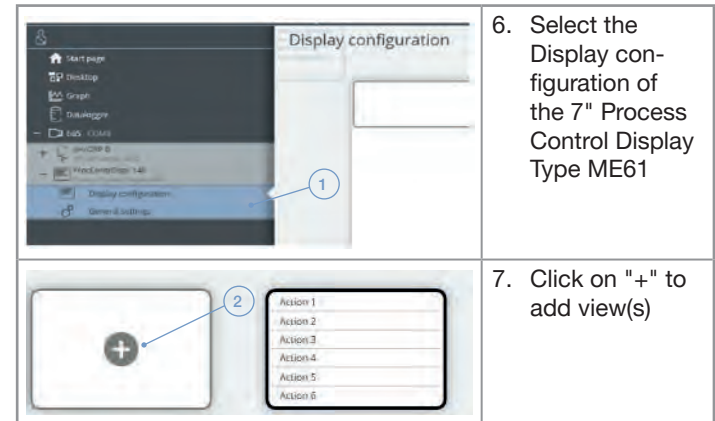 Display configuration
Start page
Desktop
Graph
Datalogger
COM8
Display configuration
General settings
1
6. Select the
Display con-
figuration of
the 7" Process
Control Display
Type ME61
2
Action 1
Action 2
Action 3
Action 4
Action 5
Action 6
7. Click on "+" to
add view(s)